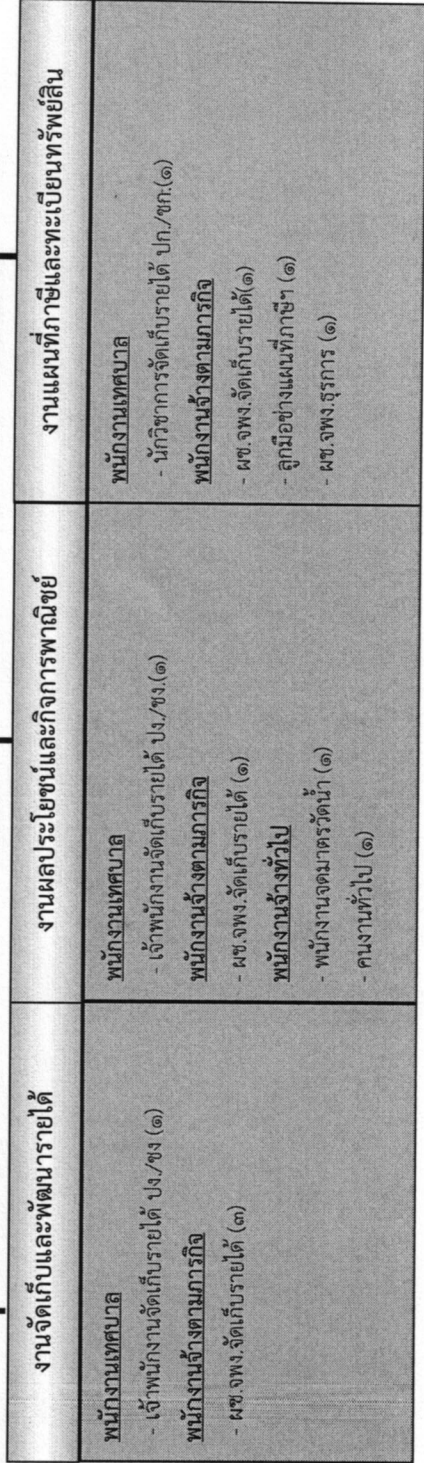 งานจัดเก็บและพัฒนารายได้
พนักงานเทศบาล
- เจ้าพนักงานจัดเก็บรายได้ ปง./ชง (๑)
พนักงานจ้างตามภารกิจ
- ผช.จพง.จัดเก็บรายได้ (๓)
งานผลประโยชน์และกิจการพาณิชย์
พนักงานเทศบาล
- เจ้าพนักงานจัดเก็บรายได้ ปง./ชง.(๑)
พนักงานจ้างตามภารกิจ
- ผช.จพง.จัดเก็บรายได้ (๑)
พนักงานจ้างทั่วไป
- พนักงานจดมาตรวัดน้ำ (๑)
- คนงานทั่วไป (๑)
งานแผนที่ภาษีและทะเบียนทรัพย์สิน
พนักงานเทศบาล
- นักวิชาการจัดเก็บรายได้ ปก./ชก.(๑)
พนักงานจ้างตามภารกิจ
- ผช.จพง.จัดเก็บรายได้(๑)
- ลูกมือช่างแผนที่ภาษีฯ (๑)
- ผช.จพง.ธุรการ (๑)